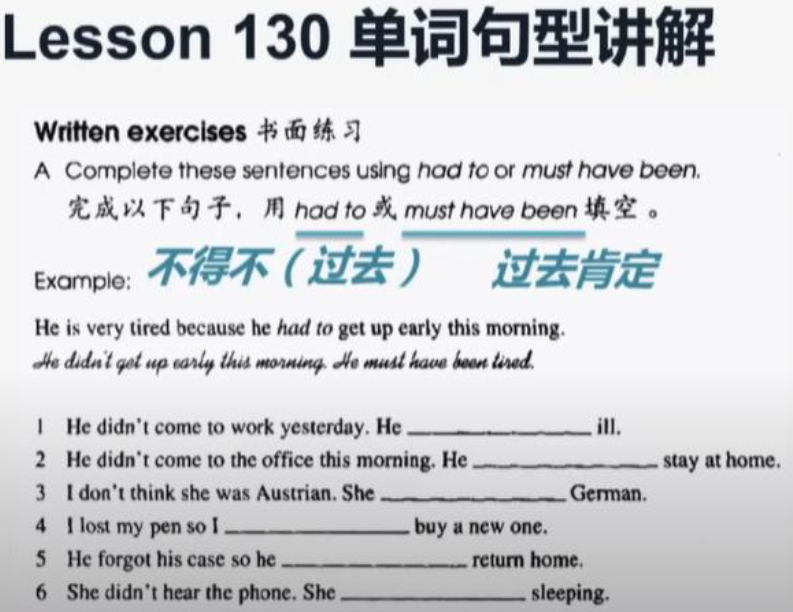 Lesson 130 单词句型讲解
Written exercises 书面练习
A Complete these sentences using had to or must have been.
完成以下句子，用 had to 或 must have been 填空。
不得不（过去） 过去肯定
Example:
He is very tired because he had to get up early this morning.
He didn't get up early this morning. He must have been tired.
1 He didn't come to work yesterday. He ____________ ill.
2 He didn't come to the office this morning. He ____________ stay at home.
3 I don't think she was Austrian. She ____________ German.
4 I lost my pen so I ____________ buy a new one.
5 He forgot his case so he ____________ return home.
6 She didn't hear the phone. She ____________ sleeping.